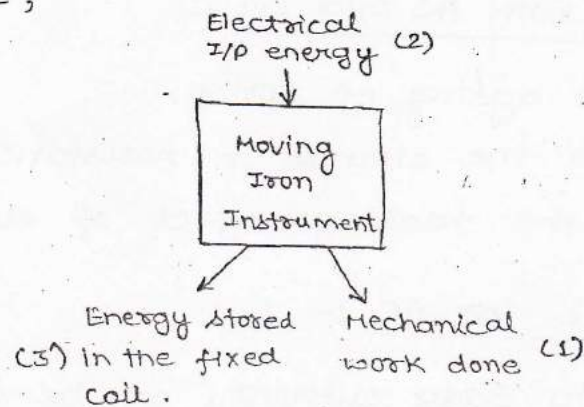 Electrical
I/P energy (2)
Moving
Iron
Instrument
Energy stored
(3) in the fixed
coil.
Mechanical
work done (1)